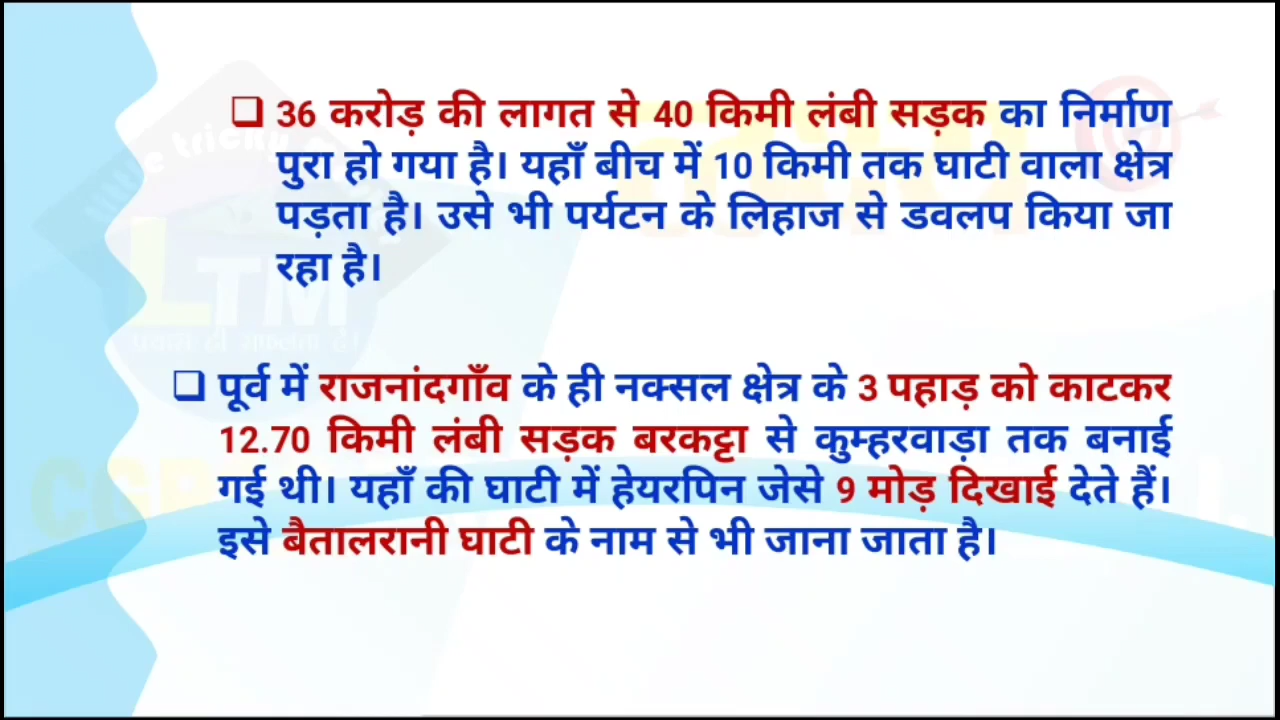 ❑ 36 करोड़ की लागत से 40 किमी लंबी सड़क का निर्माण
पुरा हो गया है। यहाँ बीच में 10 किमी तक घाटी वाला क्षेत्र
पड़ता है। उसे भी पर्यटन के लिहाज से डवलप किया जा
रहा है।
❑ पूर्व में राजनांदगाँव के ही नक्सल क्षेत्र के 3 पहाड़ को काटकर
12.70 किमी लंबी सड़क बरकट्टा से कुम्हरवाड़ा तक बनाई
गई थी। यहाँ की घाटी में हेयरपिन जेसे 9 मोड़ दिखाई देते हैं।
इसे बैतालरानी घाटी के नाम से भी जाना जाता है।
LTM